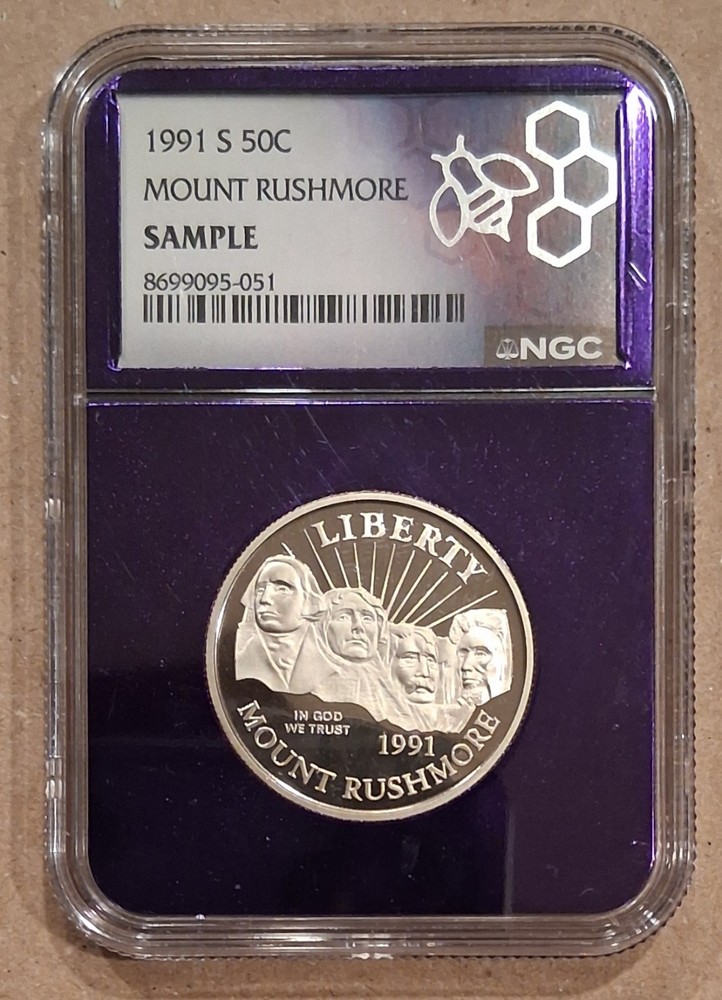 1991 S 50C
MOUNT RUSHMORE
SAMPLE
8699095-051
NGC
LIBERTY
IN GOD
WE TRUST
1991
MOUNT RUSHMORE